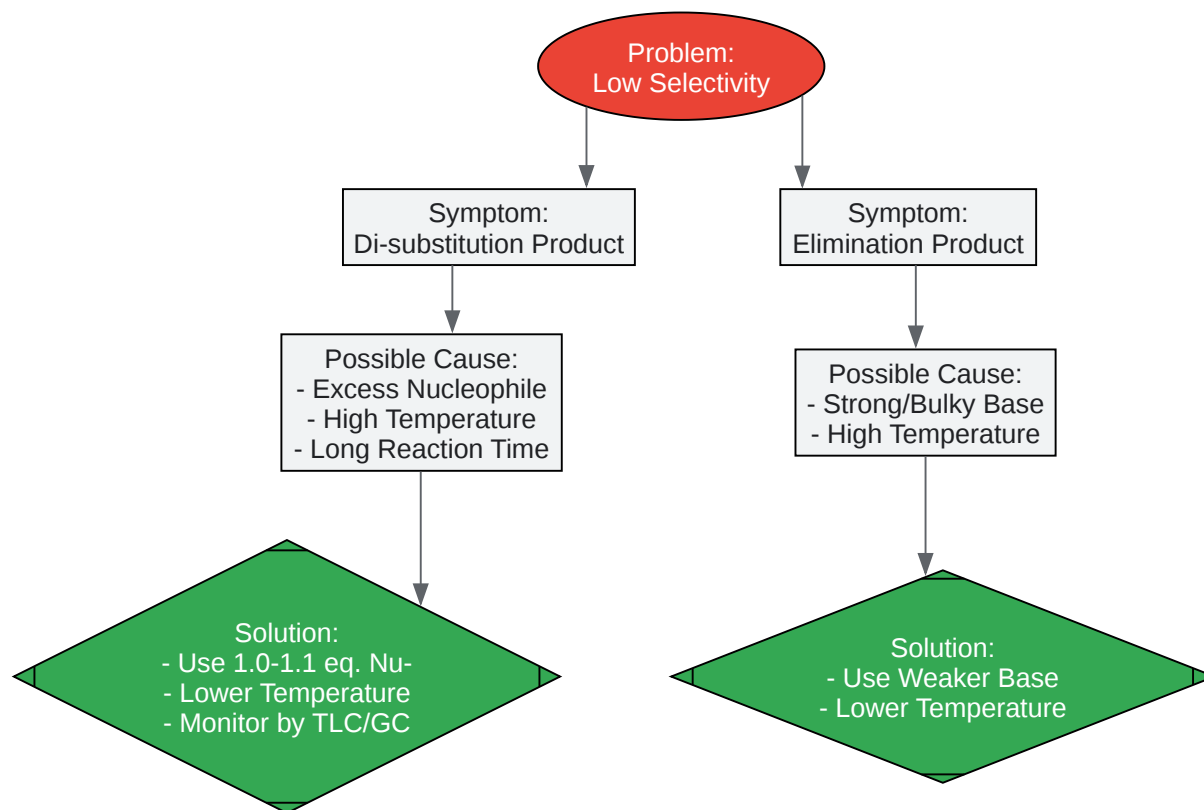 Problem:
Low Selectivity
Symptom:
Di-substitution Product
Symptom:
Elimination Product
Possible Cause:
- Excess Nucleophile
- High Temperature
- Long Reaction Time
Possible Cause:
- Strong/Bulky Base
- High Temperature
Solution:
- Use 1.0-1.1 eq. Nu-
- Lower Temperature
- Monitor by TLC/GC
Solution:
- Use Weaker Base
- Lower Temperature